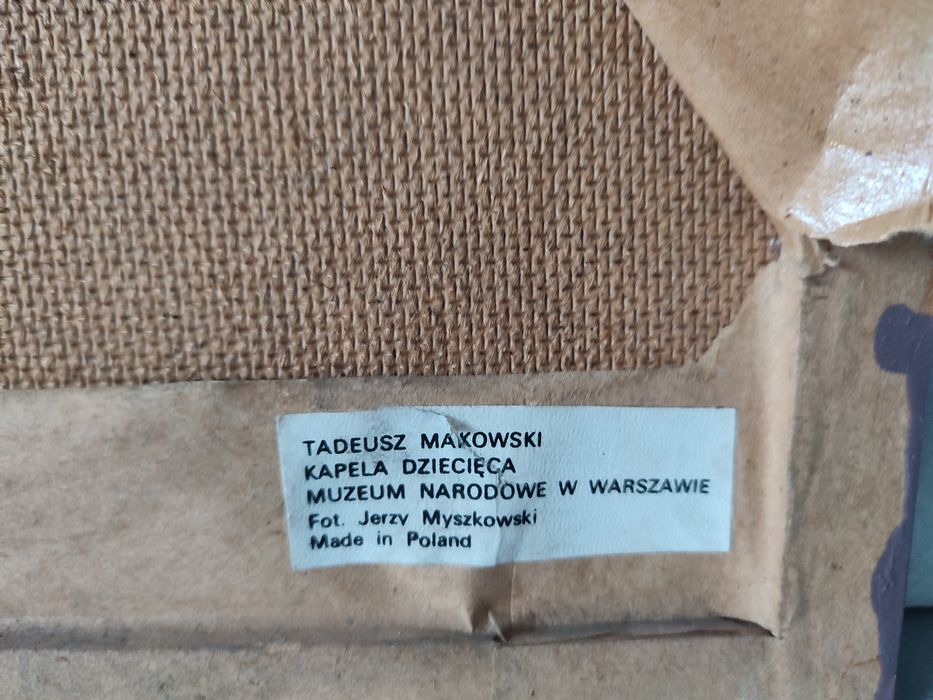 TADEUSZ MAKOWSKI
KAPELA DZIECIĘCA
MUZEUM NARODOWE W WARSZAWIE
Fot. Jerzy Myszkowski
Made in Poland